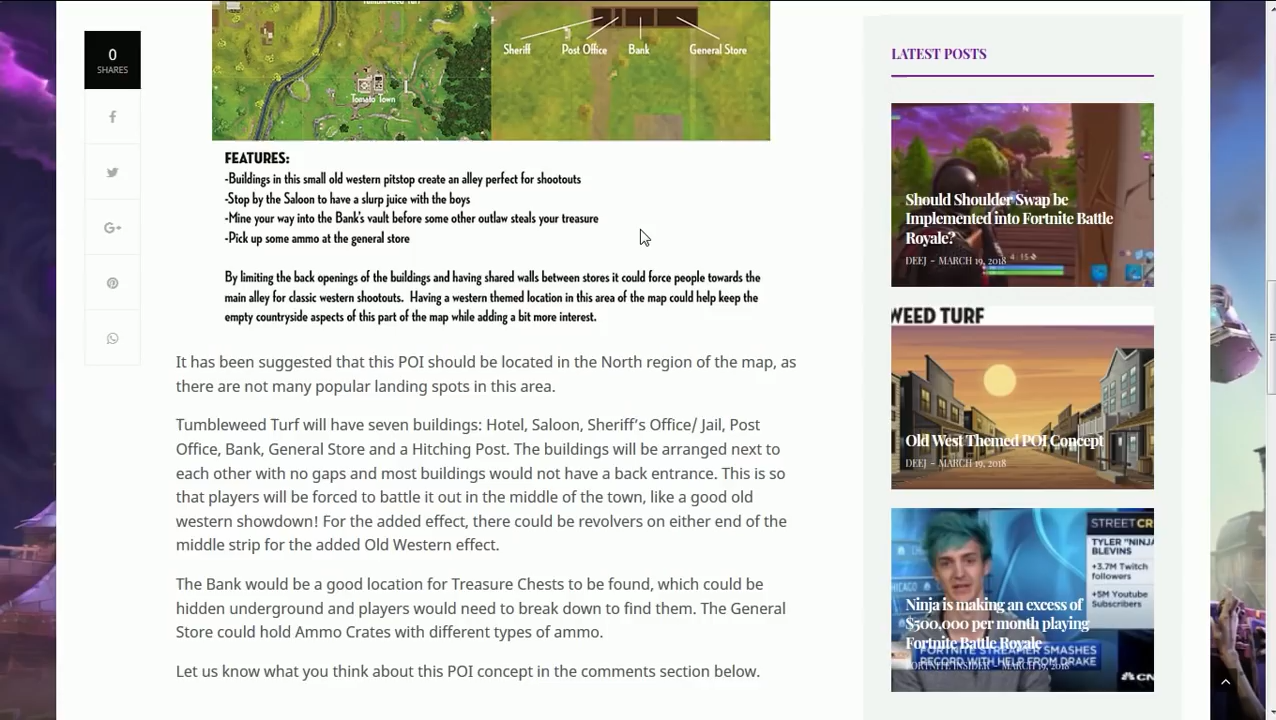 0
SHARES
Sheriff
Post Office
Bank
General Store
Tomato Town
FEATURES:
-Buildings in this small old western pitstop create an alley perfect for shootouts
-Stop by the Saloon to have a slurp juice with the boys
-Mine your way into the Bank's vault before some other outlaw steals your treasure
-Pick up some ammo at the general store
By limiting the back openings of the buildings and having shared walls between stores it could force people towards the
main alley for classic western shootouts. Having a western themed location in this area of the map could help keep the
empty countryside aspects of this part of the map while adding a bit more interest.
It has been suggested that this POI should be located in the North region of the map, as
there are not many popular landing spots in this area.
Tumbleweed Turf will have seven buildings: Hotel, Saloon, Sheriff's Office/ Jail, Post
Office, Bank, General Store and a Hitching Post. The buildings will be arranged next to
each other with no gaps and most buildings would not have a back entrance. This is so
that players will be forced to battle it out in the middle of the town, like a good old
western showdown! For the added effect, there could be revolvers on either end of the
middle strip for the added Old Western effect.
The Bank would be a good location for Treasure Chests to be found, which could be
hidden underground and players would need to break down to find them. The General
Store could hold Ammo Crates with different types of ammo.
Let us know what you think about this POI concept in the comments section below.
LATEST POSTS
Should Shoulder Swap be
Implemented into Fortnite Battle
Royale?
DEEJ - MARCH 19, 2018
WEED TURF
Old West Themed POI Concept
DEEJ - MARCH 19, 2018
STREET
TYLER "NINJA
BLEVINS
+3.7M Twitch
followers
+5M Youtube
Subscribers
Ninja is making an excess of
$500,000 per month playing
Fortnite Battle Royale
FORTNITE INSIDER - MARCH 19, 2018
FORTNITE STREAMER SMASHES
RECORD WITH HELP FROM DRAKE